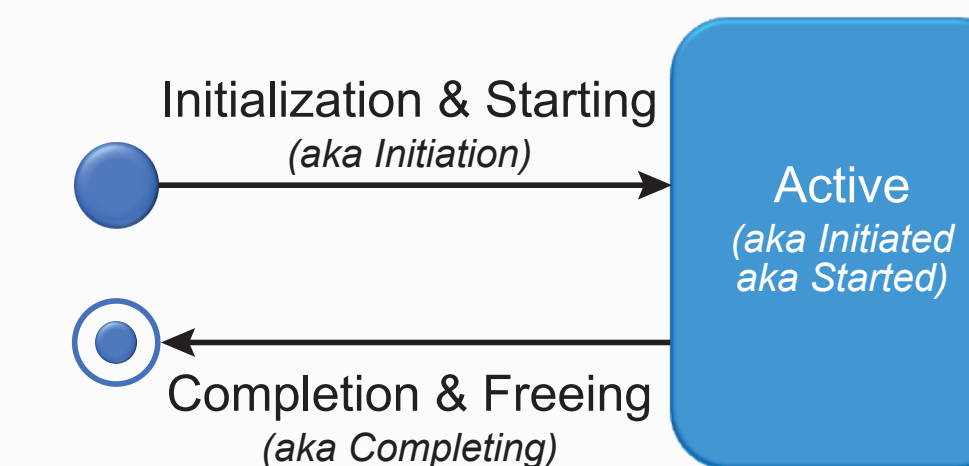 Initialization & Starting
(aka Initiation)
Active
(aka Initiated
aka Started)
Completion & Freeing
(aka Completing)